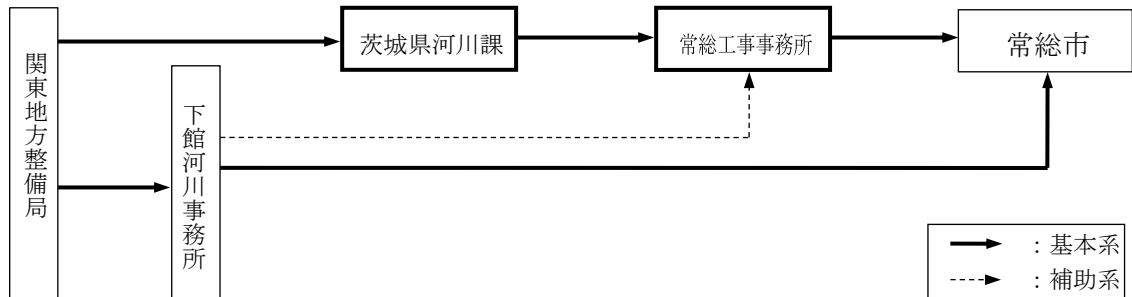 関東地方整備局
下館河川事務所
茨城県河川課
常総工事事務所
常総市
：基本系
：補助系